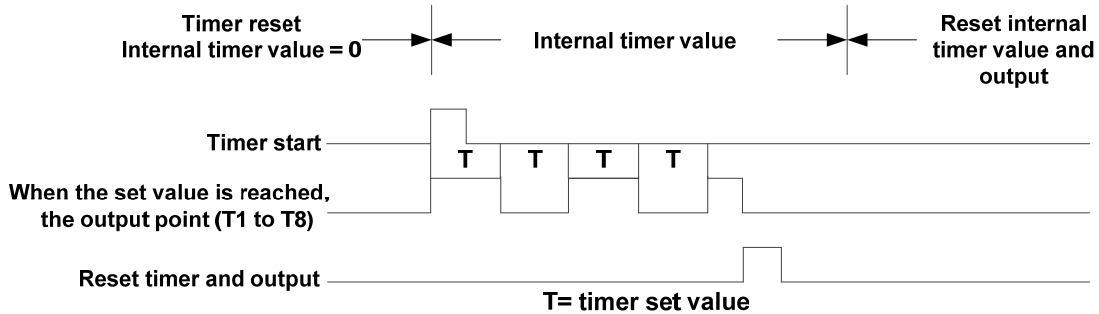 Timer reset
Internal timer value = 0
Internal timer value
Reset internal
timer value and
output
Timer start
T T T T
When the set value is reached,
the output point (T1 to T8)
Reset timer and output
T= timer set value